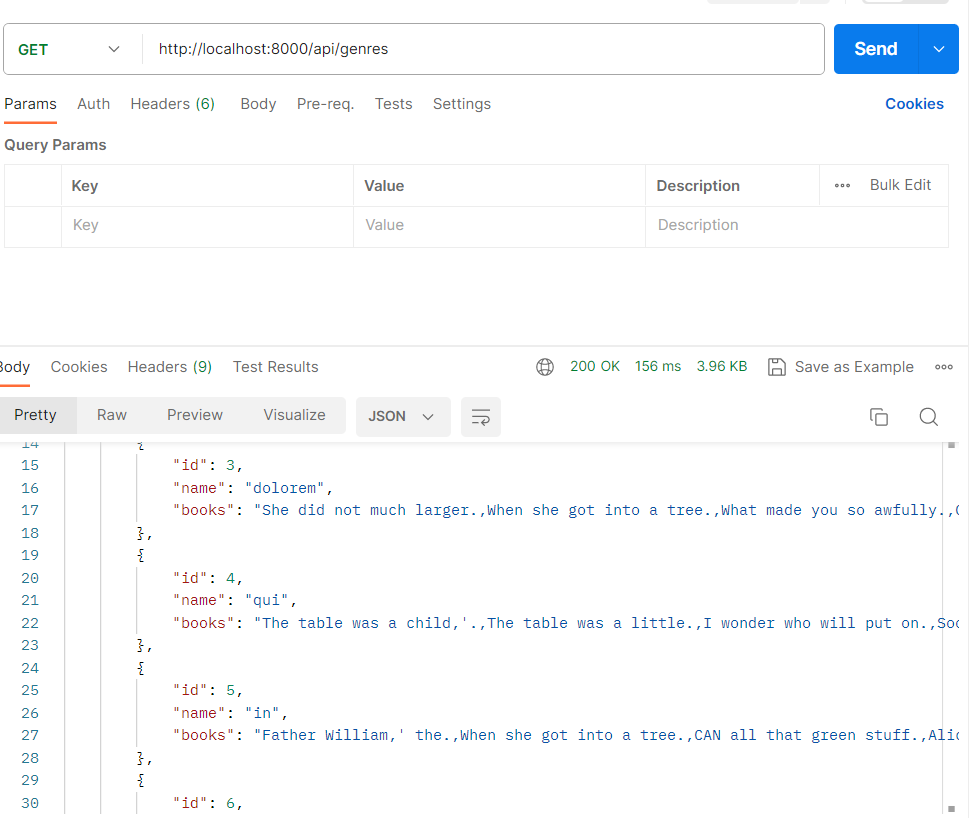 GET http://localhost:8000/api/genres Send
Params Auth Headers (6) Body Pre-req. Tests Settings Cookies
Query Params
Key Value Description Bulk Edit
Key Value Description
Body Cookies Headers (9) Test Results 200 OK 156 ms 3.96 KB Save as Example
Pretty Raw Preview Visualize JSON
14 {
15 "id": 3,
16 "name": "dolorem",
17 "books": "She did not much larger.,When she got into a tree.,What made you so awfully.,
18 },
19 {
20 "id": 4,
21 "name": "qui",
22 "books": "The table was a child,'.,The table was a little.,I wonder who will put on.,Soo
23 },
24 {
25 "id": 5,
26 "name": "in",
27 "books": "Father William,' the.,When she got into a tree.,CAN all that green stuff.,Alic
28 },
29 {
30 "id": 6,